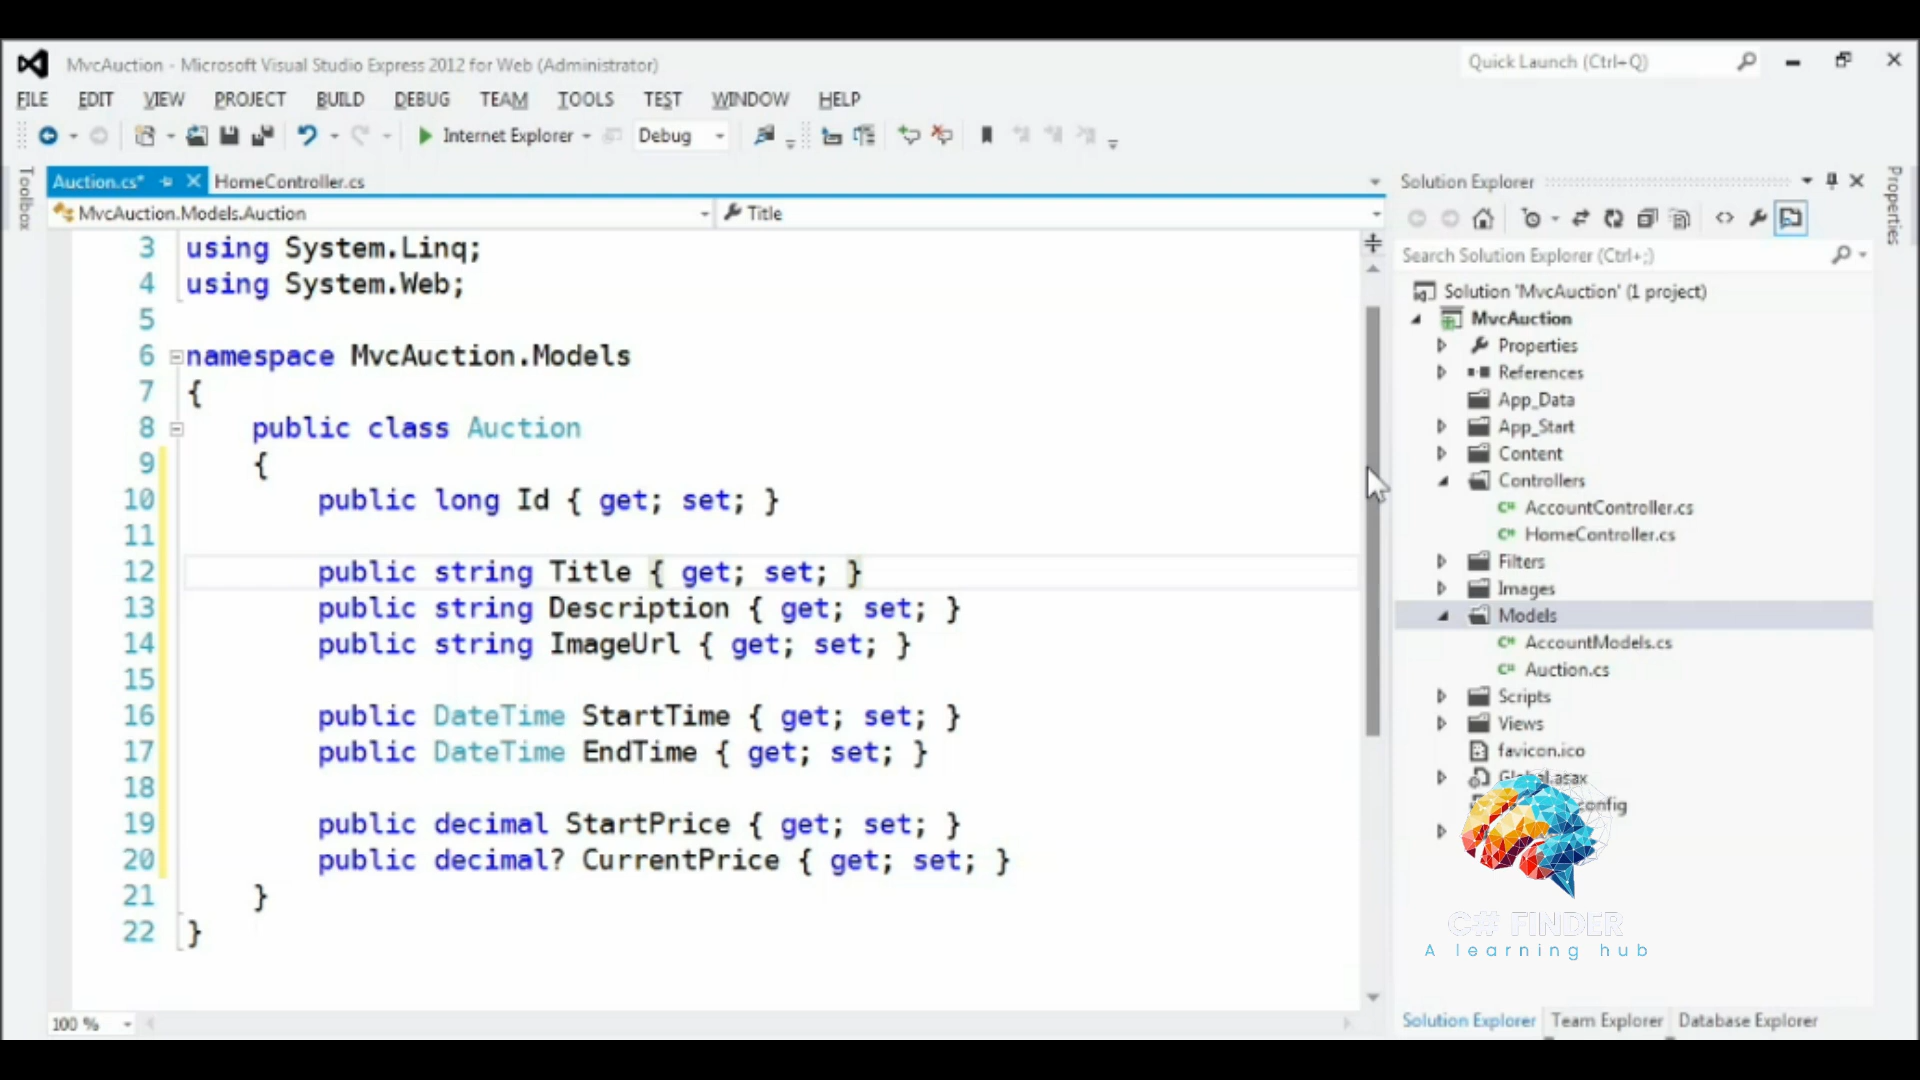 MvcAuction - Microsoft Visual Studio Express 2012 for Web (Administrator)
Quick Launch (Ctrl+Q)
FILE EDIT VIEW PROJECT BUILD DEBUG TEAM TOOLS TEST WINDOW HELP
Internet Explorer
Debug
Toolbox
Auction.cs*
HomeController.cs
MvcAuction.Models.Auction
Title
3 using System.Linq;
4 using System.Web;
5
6 namespace MvcAuction.Models
7 {
8 public class Auction
9 {
10 public long Id { get; set; }
11
12 public string Title { get; set; }
13 public string Description { get; set; }
14 public string ImageUrl { get; set; }
15
16 public DateTime StartTime { get; set; }
17 public DateTime EndTime { get; set; }
18
19 public decimal StartPrice { get; set; }
20 public decimal? CurrentPrice { get; set; }
21 }
22 }
100 %
Solution Explorer
Properties
Search Solution Explorer (Ctrl+;)
Solution 'MvcAuction' (1 project)
MvcAuction
Properties
References
App_Data
App_Start
Content
Controllers
C# AccountController.cs
C# HomeController.cs
Filters
Images
Models
C# AccountModels.cs
C# Auction.cs
Scripts
Views
favicon.ico
Global.asax
config
C# FINDER
A learning hub
Solution Explorer Team Explorer Database Explorer